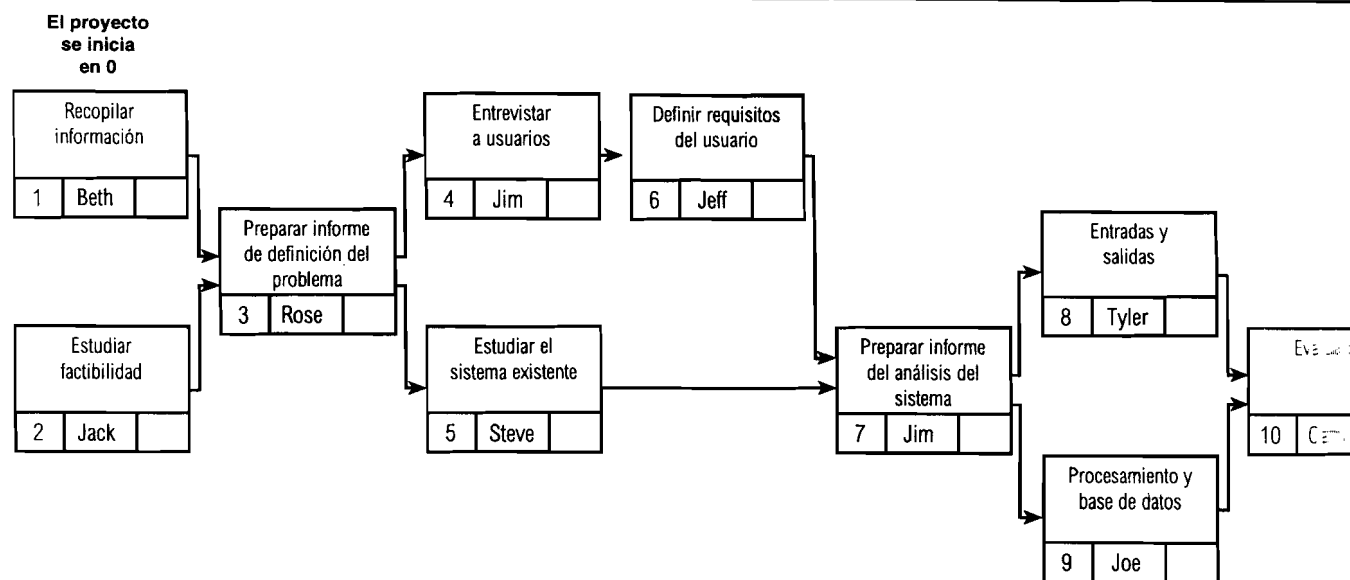 El proyecto
se inicia
en 0
Recopilar
información
1 Beth
Estudiar
factibilidad
2 Jack
Preparar informe
de definición del
problema
3 Rose
Entrevistar
a usuarios
4 Jim
Estudiar el
sistema existente
5 Steve
Definir requisitos
del usuario
6 Jeff
Preparar informe
del análisis del
sistema
7 Jim
Entradas y
salidas
8 Tyler
Procesamiento y
base de datos
9 Joe
10